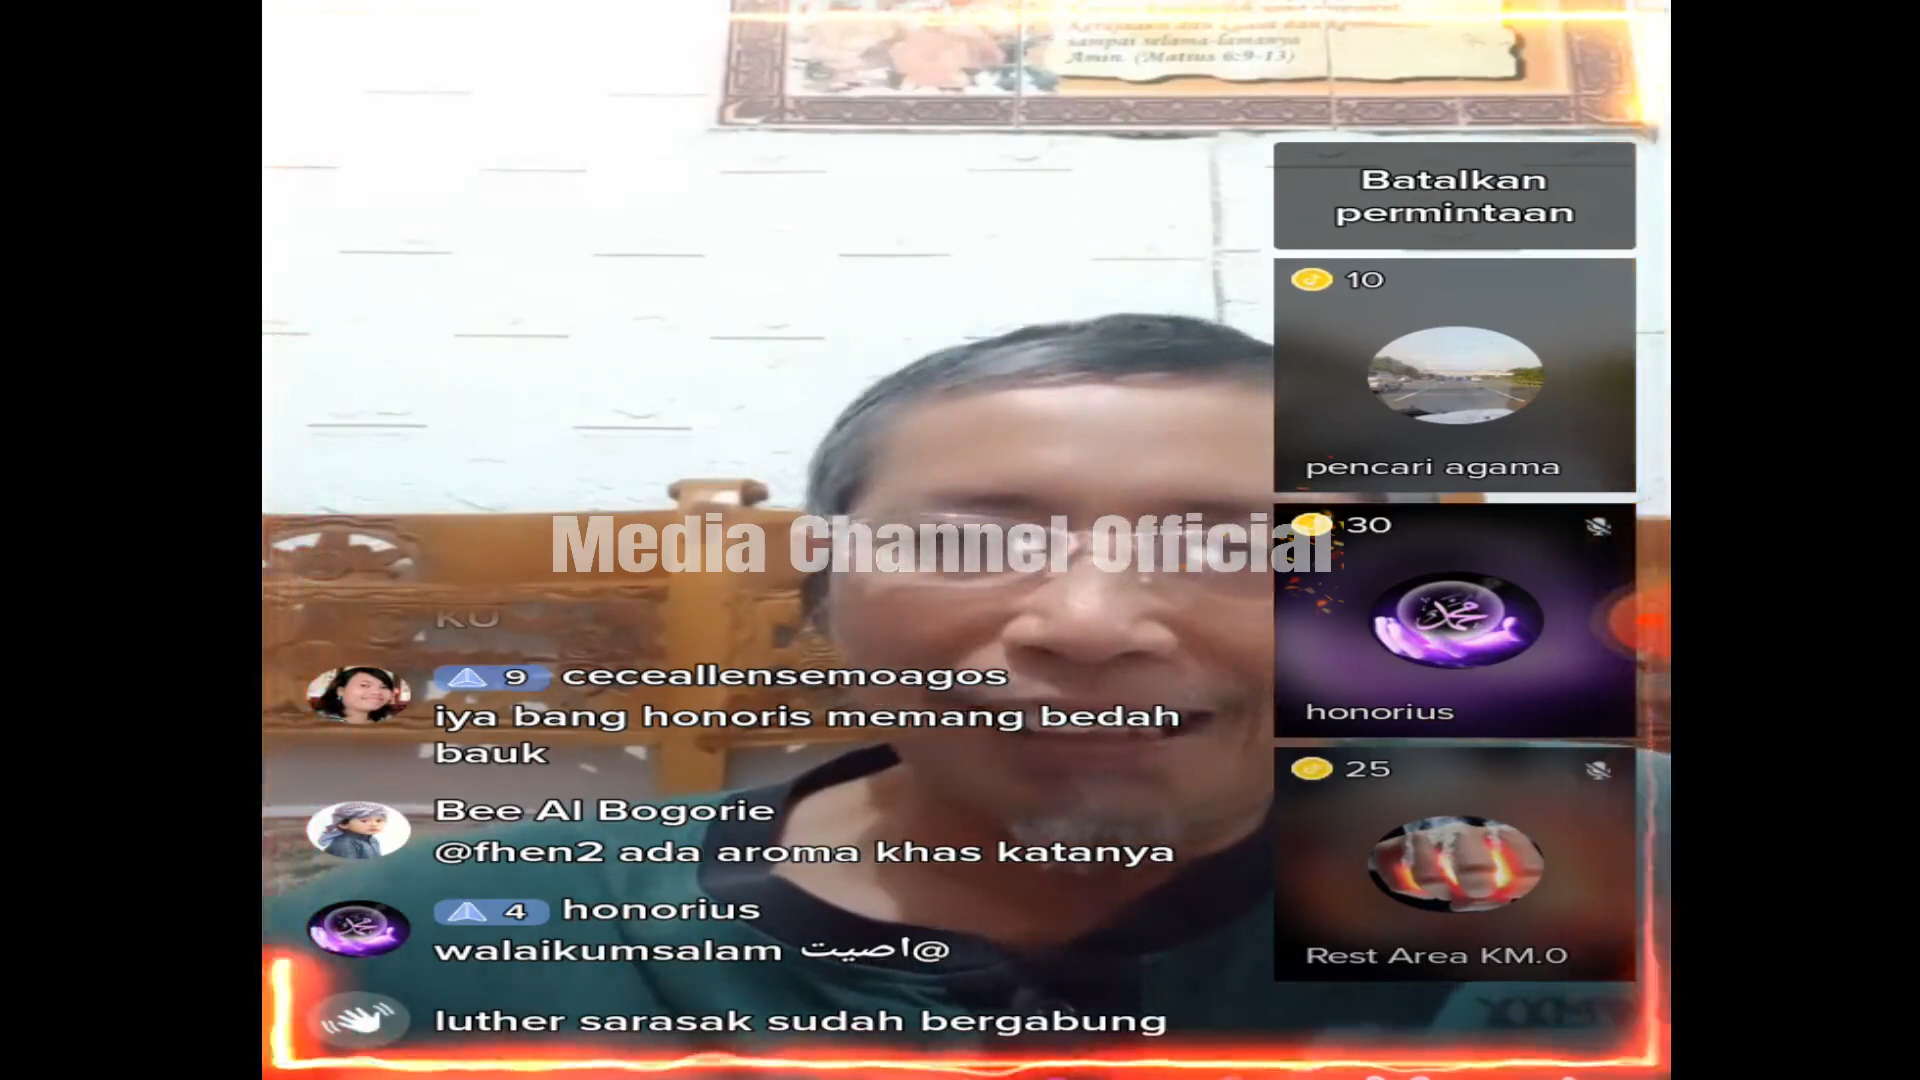 sampai selama-lamanya
Amin. (Matius 6:9-13)
Batalkan
permintaan
10
pencari agama
Media Channel Official
30
honorius
25
Rest Area KM.0
KU
9 ceceallensemoagos
iya bang honoris memang bedah
bauk
Bee Al Bogorie
@fhen2 ada aroma khas katanya
4 honorius
walaikumsalam @اصيت
luther sarasak sudah bergabung